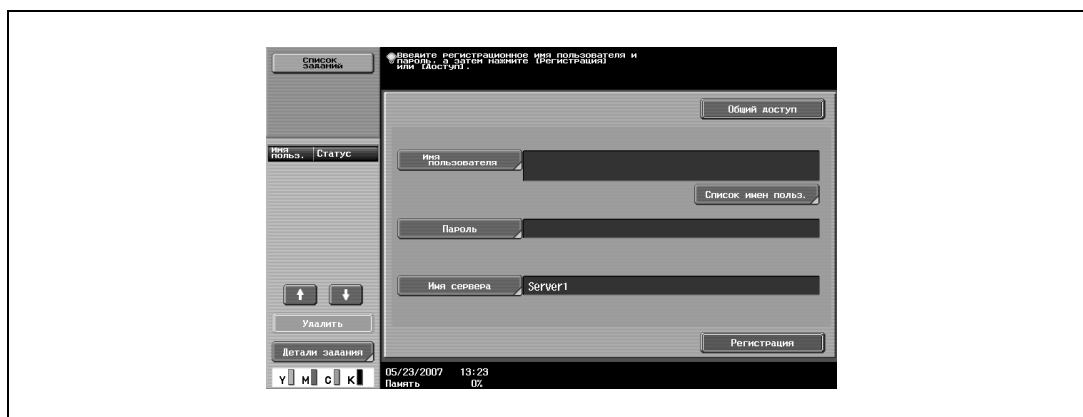 Список
заданий
Введите регистрационное имя пользователя и
пароль, а затем нажмите [Регистрация]
или [Доступ].
Общий доступ
Имя
польз. Статус
Имя
пользователя
Список имен польз.
Пароль
Имя сервера Server1
Удалить
Детали задания
Регистрация
Y M C K
05/23/2007 13:23
Память 0%